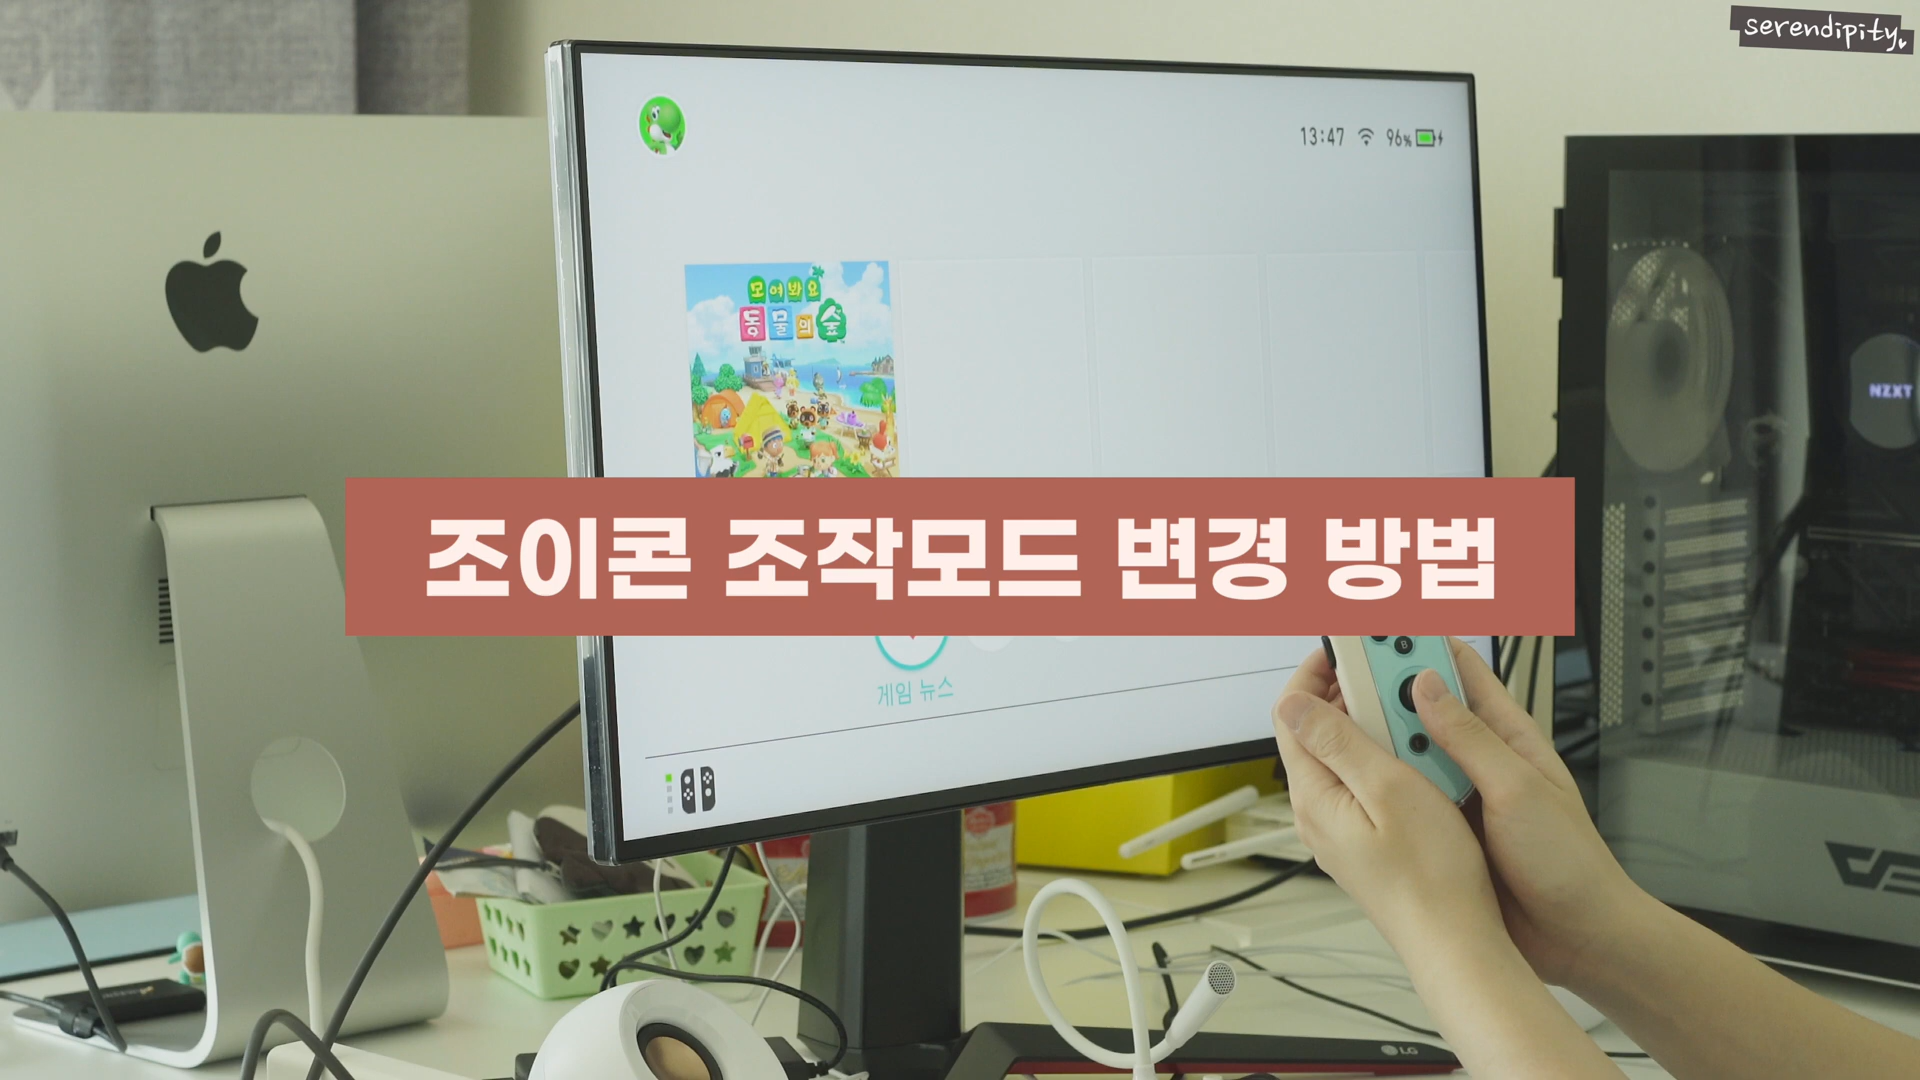 serendipity
13:47 96%
모여봐요
동물의 숲
NZXT
조이콘 조작모드 변경 방법
B
게임 뉴스
LG